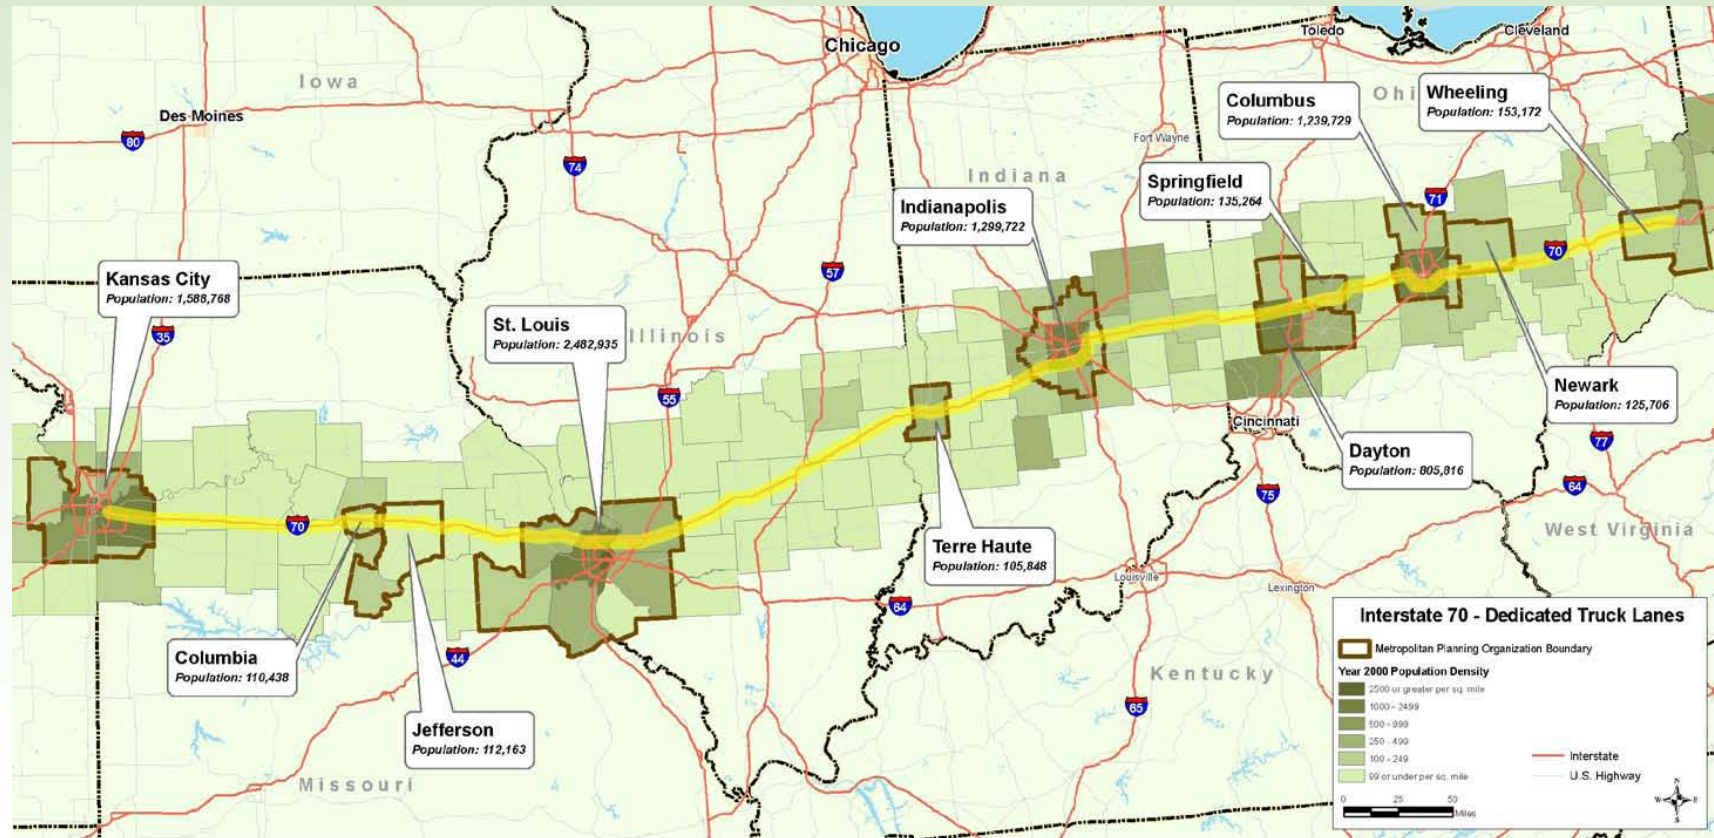 Chicago
Toledo
Cleveland
Iowa
Des Moines
80
74
Fort Wayne
Indiana
Ohi
Columbus
Population: 1,239,729
Wheeling
Population: 153,172
Springfield
Population: 135,264
71
Indianapolis
Population: 1,299,722
70
57
Kansas City
Population: 1,588,768
35
St. Louis
Population: 2,482,935
Illinois
55
Newark
Population: 125,706
Cincinnati
77
Dayton
Population: 805,816
75
64
West Virginia
70
Terre Haute
Population: 105,848
Louisville
Lexington
64
Columbia
Population: 110,438
44
Jefferson
Population: 112,163
Missouri
Kentucky
65
Interstate 70 - Dedicated Truck Lanes
Metropolitan Planning Organization Boundary
Year 2000 Population Density
2500 or greater per sq. mile
1000 - 2499
500 - 999
250 - 499
100 - 249
99 or under per sq. mile
Interstate
U.S. Highway
0 25 50
Miles
N
W E
S